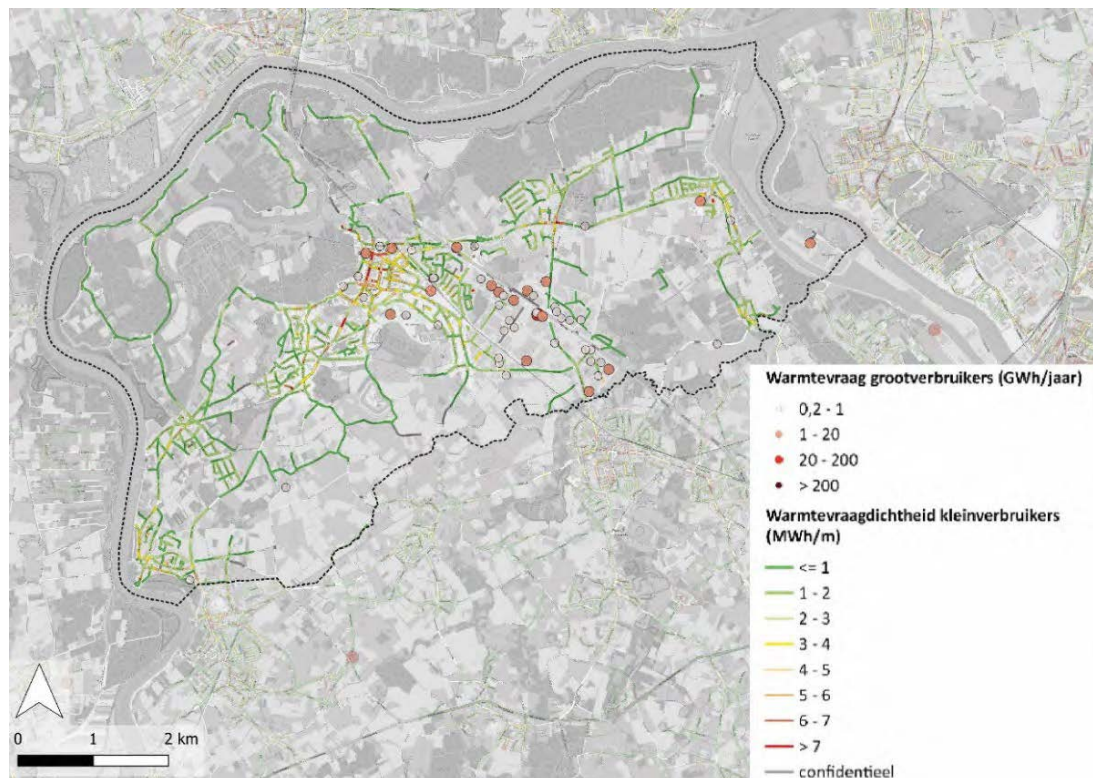 Warmtevraag grootverbruikers (GWh/jaar)
0,2 - 1
1 - 20
20 - 200
> 200
Warmtevraagdichtheid kleinverbruikers
(MWh/m)
<= 1
1 - 2
2 - 3
3 - 4
4 - 5
5 - 6
6 - 7
> 7
confidentieel
0 1 2 km